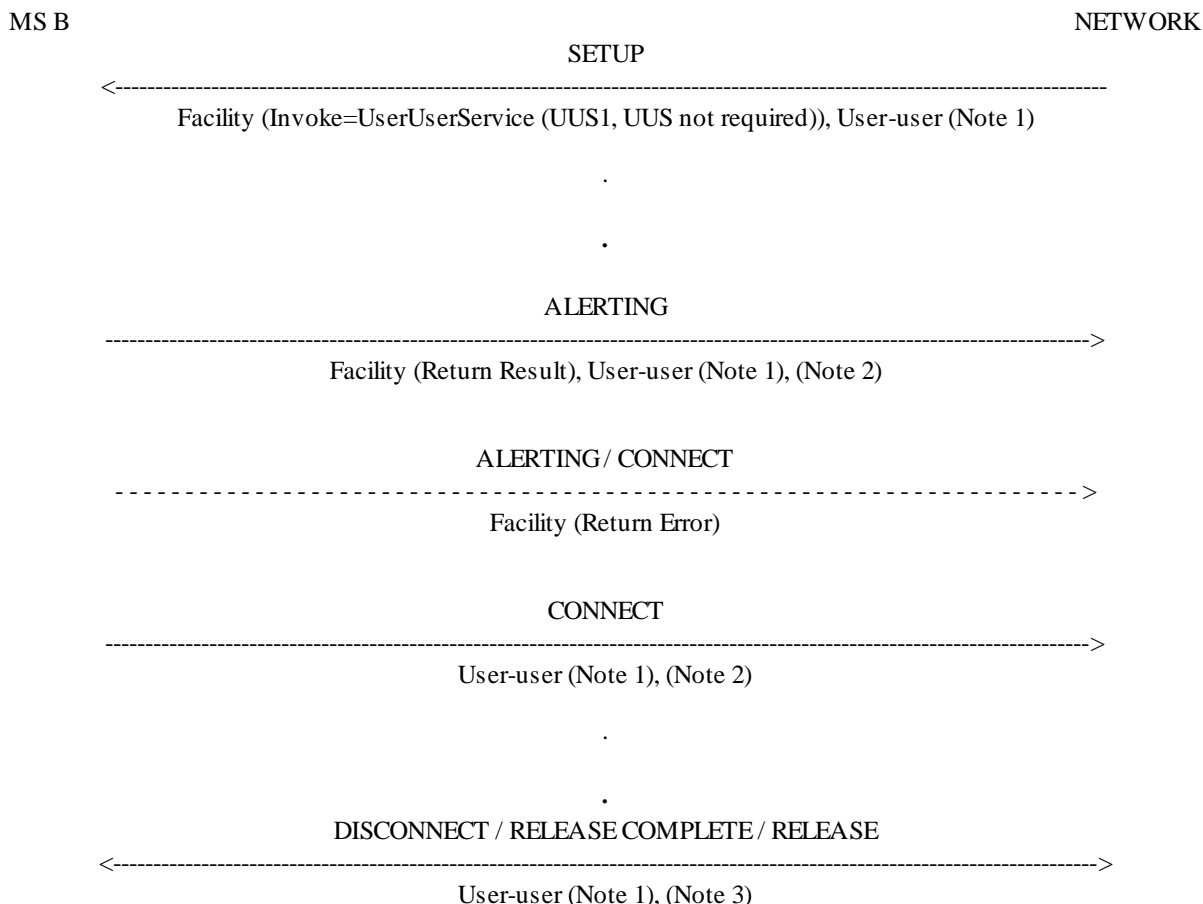 MS B NETWORK
SETUP
<------------------------------------------------------------------------------------------------------------------------
Facility (Invoke=UserUserService (UUS1, UUS not required)), User-user (Note 1)
.
.
ALERTING
------------------------------------------------------------------------------------------------------------------------>
Facility (Return Result), User-user (Note 1), (Note 2)
ALERTING / CONNECT
- - - - - - - - - - - - - - - - - - - - - - - - - - - - - - - - - - - - - - - - - - - - - - - - - - - - - - - - - - - - - - - - - - - - - >
Facility (Return Error)
CONNECT
------------------------------------------------------------------------------------------------------------------------>
User-user (Note 1), (Note 2)
.
.
DISCONNECT / RELEASE COMPLETE / RELEASE
<----------------------------------------------------------------------------------------------------------------------->
User-user (Note 1), (Note 3)